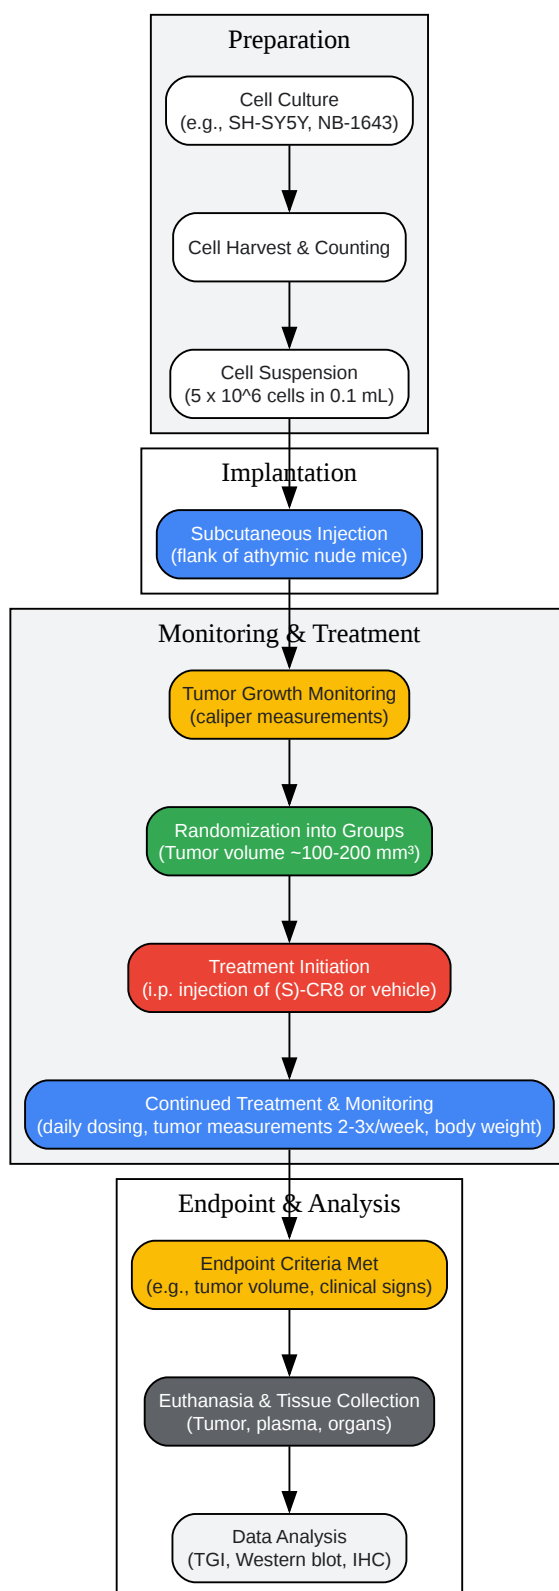 Preparation
Cell Culture
(e.g., SH-SY5Y, NB-1643)
Cell Harvest & Counting
Cell Suspension
(5 x 10^6 cells in 0.1 mL)
Implantation
Subcutaneous Injection
(flank of athymic nude mice)
Monitoring & Treatment
Tumor Growth Monitoring
(caliper measurements)
Randomization into Groups
(Tumor volume ~100-200 mm³)
Treatment Initiation
(i.p. injection of (S)-CR8 or vehicle)
Continued Treatment & Monitoring
(daily dosing, tumor measurements 2-3x/week, body weight)
Endpoint & Analysis
Endpoint Criteria Met
(e.g., tumor volume, clinical signs)
Euthanasia & Tissue Collection
(Tumor, plasma, organs)
Data Analysis
(TGI, Western blot, IHC)